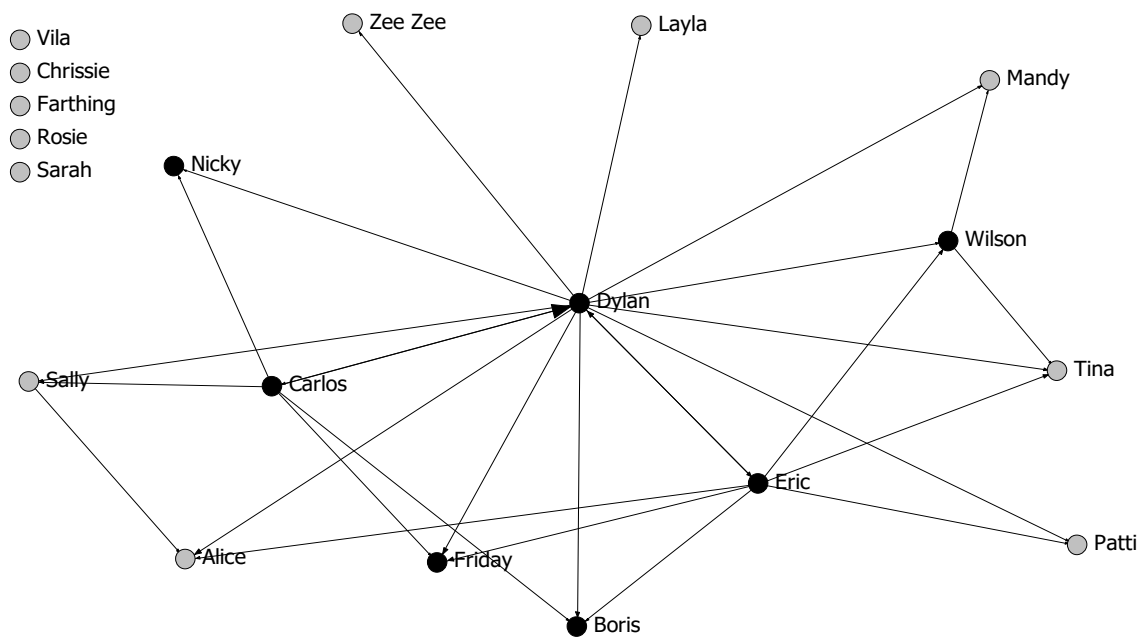 Zee Zee
Layla
Vila
Chrissie
Farthing
Rosie
Sarah
Mandy
Nicky
Wilson
Dylan
Sally
Carlos
Tina
Eric
Alice
Friday
Patti
Boris